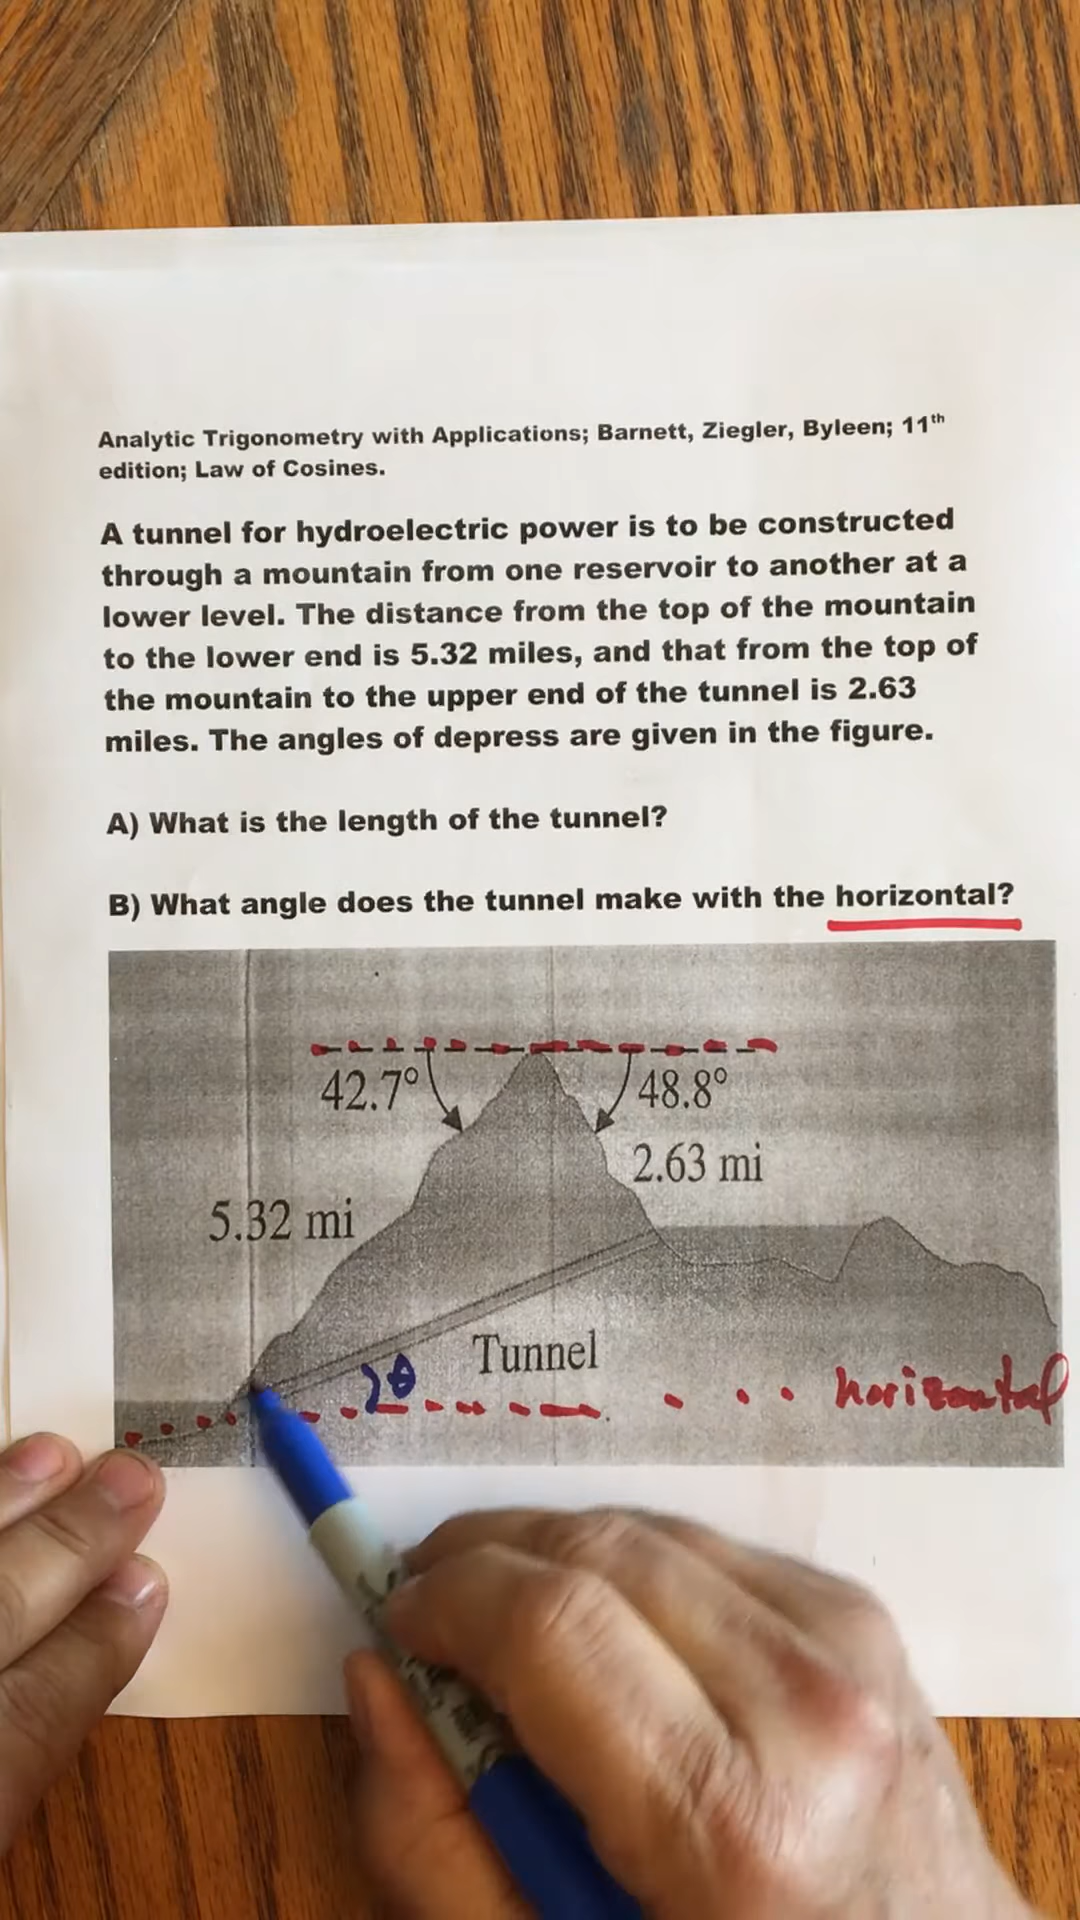 Analytic Trigonometry with Applications; Barnett, Ziegler, Byleen; 11th
edition; Law of Cosines.
A tunnel for hydroelectric power is to be constructed
through a mountain from one reservoir to another at a
lower level. The distance from the top of the mountain
to the lower end is 5.32 miles, and that from the top of
the mountain to the upper end of the tunnel is 2.63
miles. The angles of depress are given in the figure.
A) What is the length of the tunnel?
B) What angle does the tunnel make with the horizontal?
42.7° 48.8°
2.63 mi
5.32 mi
Tunnel
θ
horizontal